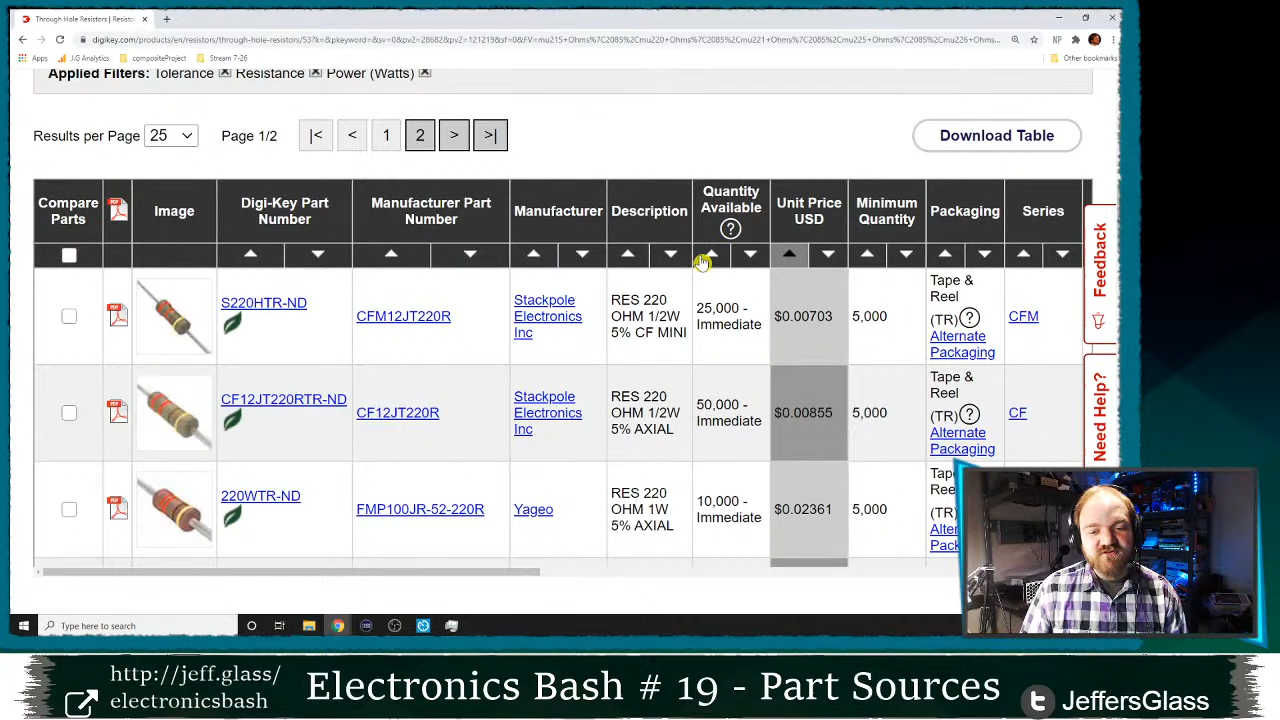 Through Hole Resistors | Resisto
digikey.com/products/en/resistors/through-hole-resistors/53?k=&pkeyword=&sv=0&pv2=28682&pv2=121219&sf=0&FV=mu215+Ohms%7C2085%2Cmu220+Ohms%7C2085%2Cmu221+Ohms%7C2085%2Cmu225+Ohms%7C2085%2Cmu226+Ohms%7C2085%2Cmu230+Ohms%...
Apps
J.G Analytics
compositeProject
Stream 7-26
Other bookmarks
Applied Filters: Tolerance Resistance Power (Watts)
Results per Page 25 Page 1/2 |< < 1 2 > >| Download Table
Compare Parts
Image
Digi-Key Part Number
Manufacturer Part Number
Manufacturer
Description
Quantity Available ?
Unit Price USD
Minimum Quantity
Packaging
Series
PDF
S220HTR-ND
CFM12JT220R
Stackpole Electronics Inc
RES 220 OHM 1/2W 5% CF MINI
25,000 - Immediate
$0.00703
5,000
Tape & Reel (TR) ? Alternate Packaging
CFM
PDF
CF12JT220RTR-ND
CF12JT220R
Stackpole Electronics Inc
RES 220 OHM 1/2W 5% AXIAL
50,000 - Immediate
$0.00855
5,000
Tape & Reel (TR) ? Alternate Packaging
CF
PDF
220WTR-ND
FMP100JR-52-220R
Yageo
RES 220 OHM 1W 5% AXIAL
10,000 - Immediate
$0.02361
5,000
Feedback
Need Help?
Type here to search
http://jeff.glass/
electronicsbash
Electronics Bash # 19 - Part Sources
JeffersGlass